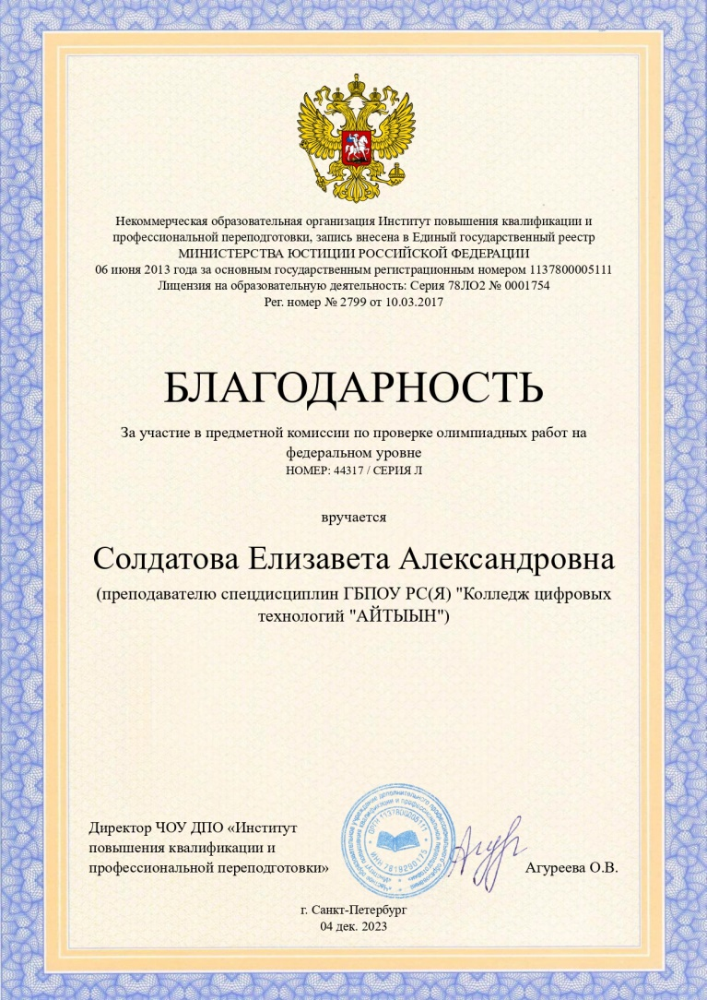 Некоммерческая образовательная организация Институт повышения квалификации и
профессиональной переподготовки, запись внесена в Единый государственный реестр
МИНИСТЕРСТВА ЮСТИЦИИ РОССИЙСКОЙ ФЕДЕРАЦИИ
06 июня 2013 года за основным государственным регистрационным номером 1137800005111
Лицензия на образовательную деятельность: Серия 78ЛО2 № 0001754
Рег. номер № 2799 от 10.03.2017
БЛАГОДАРНОСТЬ
За участие в предметной комиссии по проверке олимпиадных работ на
федеральном уровне
НОМЕР: 44317 / СЕРИЯ Л
вручается
Солдатова Елизавета Александровна
(преподавателю спецдисциплин ГБПОУ РС(Я) "Колледж цифровых
технологий "АЙТЫЫН")
Директор ЧОУ ДПО «Институт
повышения квалификации и
профессиональной переподготовки»
ОГРН 1137800005111
ИНН 7819290175
Агуреева О.В.
г. Санкт-Петербург
04 дек. 2023